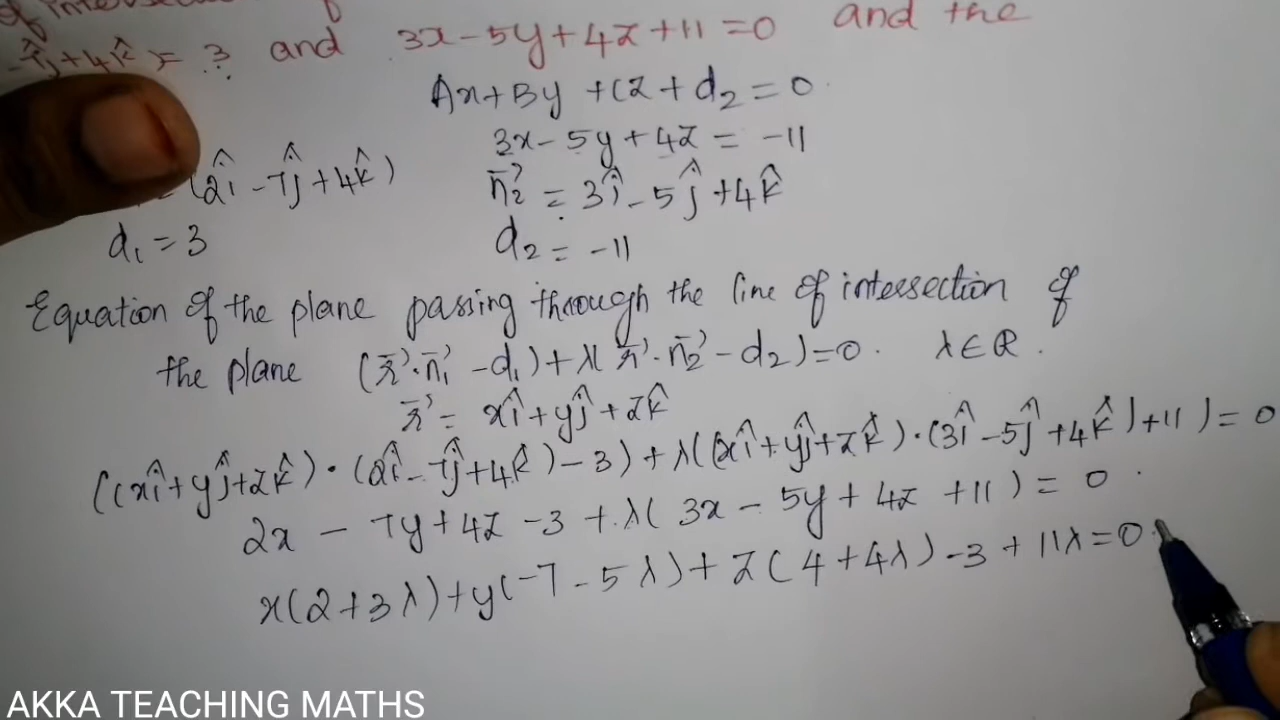 of intersec
-7ĵ+4k̂)= 3 and 3x-5y+4z+11=0 and the
Ax+By+Cz+d₂=0.
3x-5y+4z = -11
(2î-7ĵ+4k̂) n⃗₂ = 3î-5ĵ+4k̂
d₁=3 d₂=-11
Equation of the plane passing through the line of intersection of
the plane (r⃗·n⃗₁-d₁)+λ(r⃗·n⃗₂-d₂)=0. λ∈R.
r⃗ = xî+yĵ+zk̂
((xî+yĵ+zk̂)·(2î-7ĵ+4k̂)-3)+λ((xî+yĵ+zk̂)·(3î-5ĵ+4k̂)+11)=0
2x-7y+4z-3+λ(3x-5y+4z+11)=0.
x(2+3λ)+y(-7-5λ)+z(4+4λ)-3+11λ=0.
AKKA TEACHING MATHS